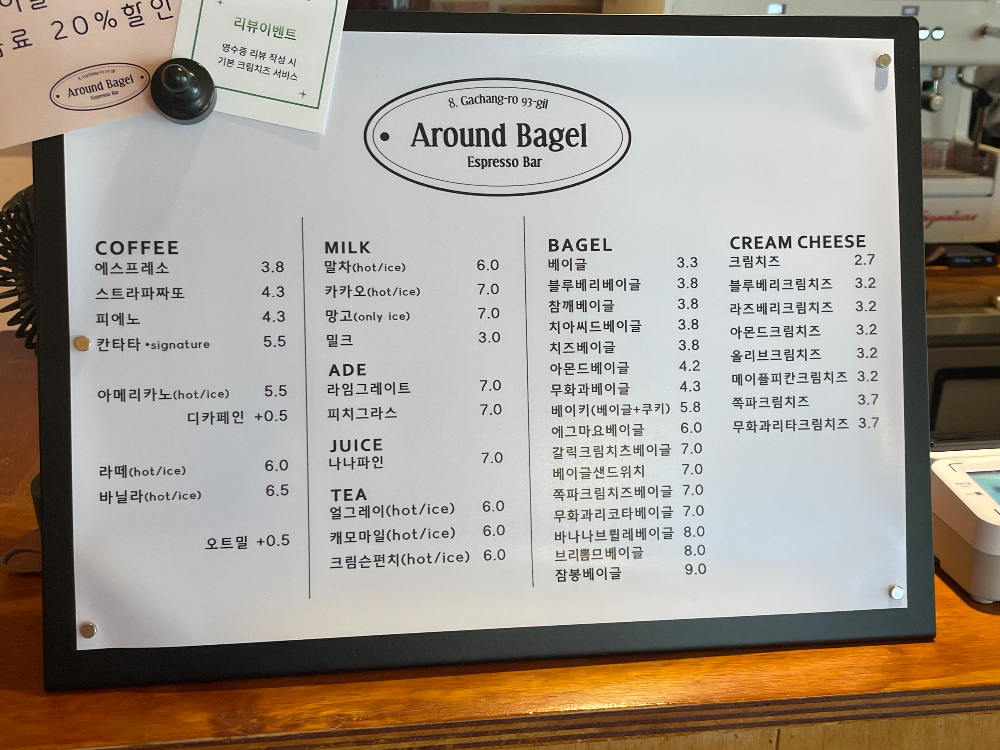 료 20%할인
8, Gachang-ro 93-gil
Around Bagel
Espresso Bar
리뷰이벤트
영수증 리뷰 작성 시
기본 크림치즈 서비스
8, Gachang-ro 93-gil
Around Bagel
Espresso Bar
COFFEE
에스프레소 3.8
스트라파짜또 4.3
피에노 4.3
칸타타 •signature 5.5
아메리카노(hot/ice) 5.5
디카페인 +0.5
라떼(hot/ice) 6.0
바닐라(hot/ice) 6.5
오트밀 +0.5
MILK
말차(hot/ice) 6.0
카카오(hot/ice) 7.0
망고(only ice) 7.0
밀크 3.0
ADE
라임그레이트 7.0
피치그라스 7.0
JUICE
나나파인 7.0
TEA
얼그레이(hot/ice) 6.0
캐모마일(hot/ice) 6.0
크림슨펀치(hot/ice) 6.0
BAGEL
베이글 3.3
블루베리베이글 3.8
참깨베이글 3.8
치아씨드베이글 3.8
치즈베이글 3.8
아몬드베이글 4.2
무화과베이글 4.3
베이키(베이글+쿠키) 5.8
에그마요베이글 6.0
갈릭크림치츠베이글 7.0
베이글샌드위치 7.0
쪽파크림치즈베이글 7.0
무화과리코타베이글 7.0
바나나브륄레베이글 8.0
브리뽐므베이글 8.0
잠봉베이글 9.0
CREAM CHEESE
크림치즈 2.7
블루베리크림치즈 3.2
라즈베리크림치즈 3.2
아몬드크림치즈 3.2
올리브크림치즈 3.2
메이플피칸크림치즈 3.2
쪽파크림치즈 3.7
무화과리타크림치즈 3.7
Signature